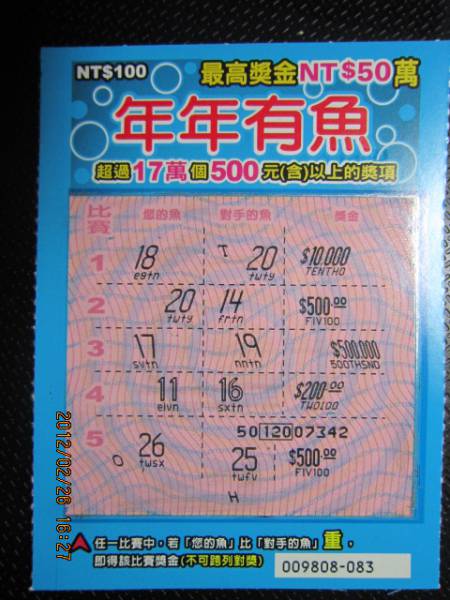 NT$100
最高獎金NT$50萬
年年有魚
超過17萬個500元(含)以上的獎項
比賽 您的魚 對手的魚 獎金
1 18 T 20 $10,000
egtn twty TENTHO
2 20 14 $500.00
twty frtn FIV100
3 17 19 $500,000
svtn nntn 500THSND
4 11 16 $200.00
elvn sxtn TWO100
50 120 07342
5 O 26 25 $500.00
twsx twfv FIV100
H
任一比賽中,若「您的魚」比「對手的魚」重,
即得該比賽獎金(不可跨列對獎)
009808-083
2012/02/26 16:27